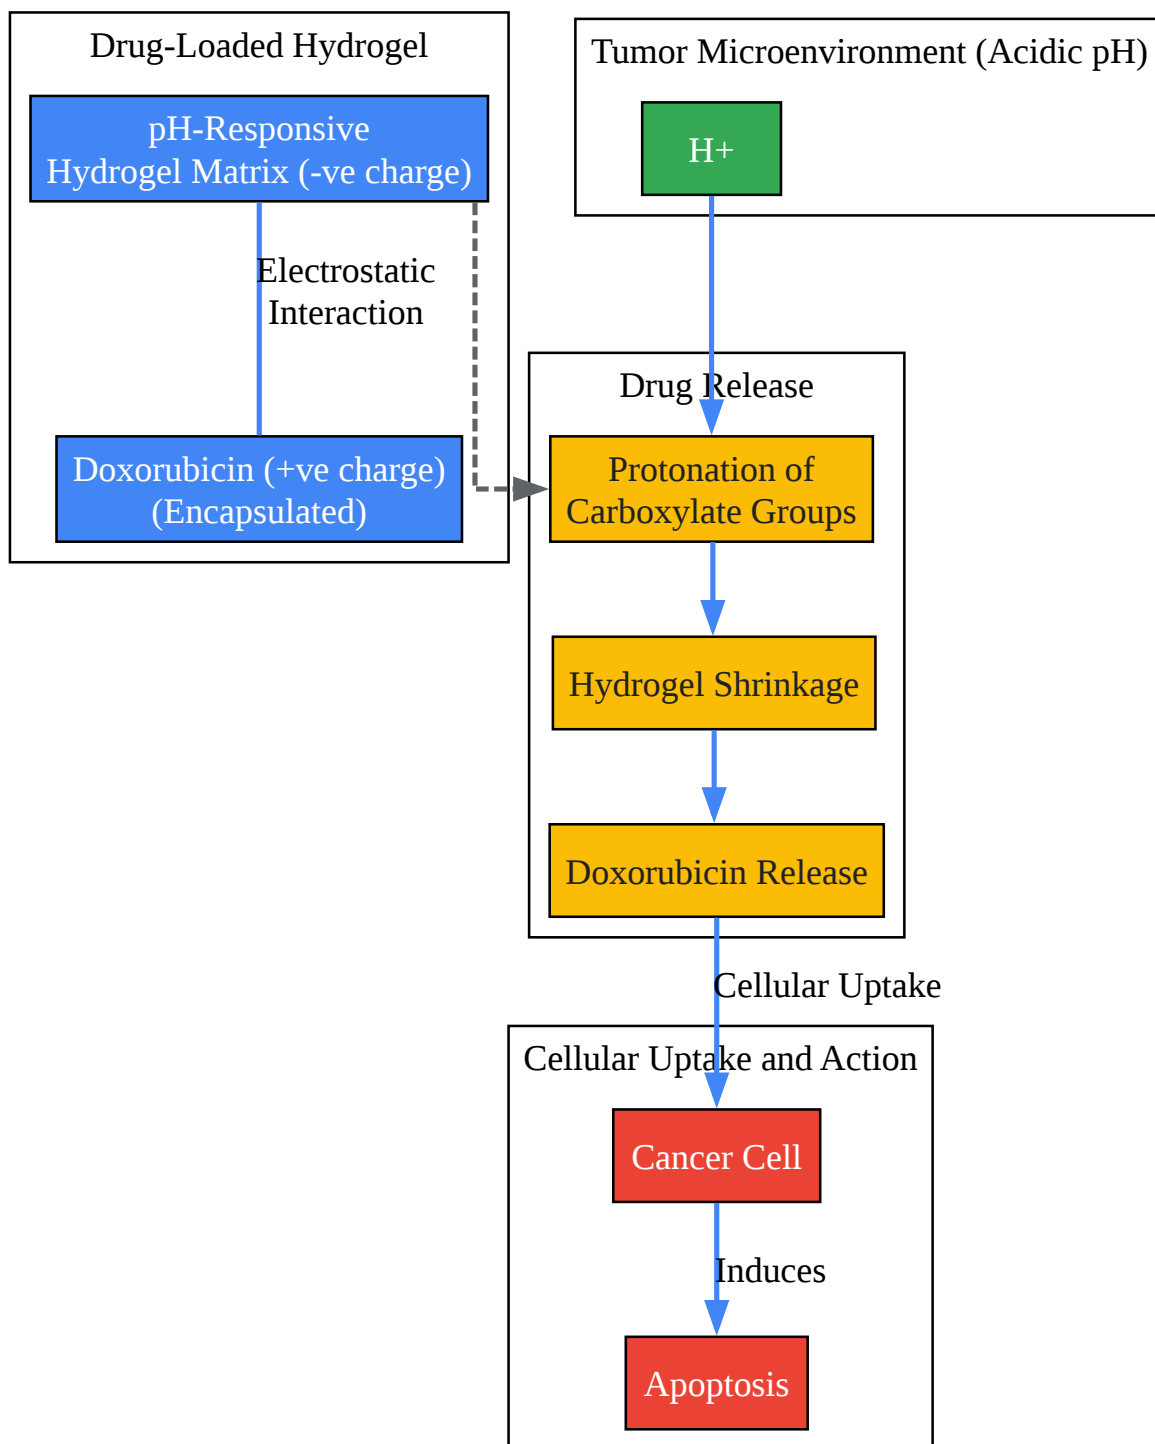 Drug-Loaded Hydrogel
pH-Responsive
Hydrogel Matrix (-ve charge)
Electrostatic
Interaction
Doxorubicin (+ve charge)
(Encapsulated)
Tumor Microenvironment (Acidic pH)
H+
Drug Release
Protonation of
Carboxylate Groups
Hydrogel Shrinkage
Doxorubicin Release
Cellular Uptake
Cellular Uptake and Action
Cancer Cell
Induces
Apoptosis